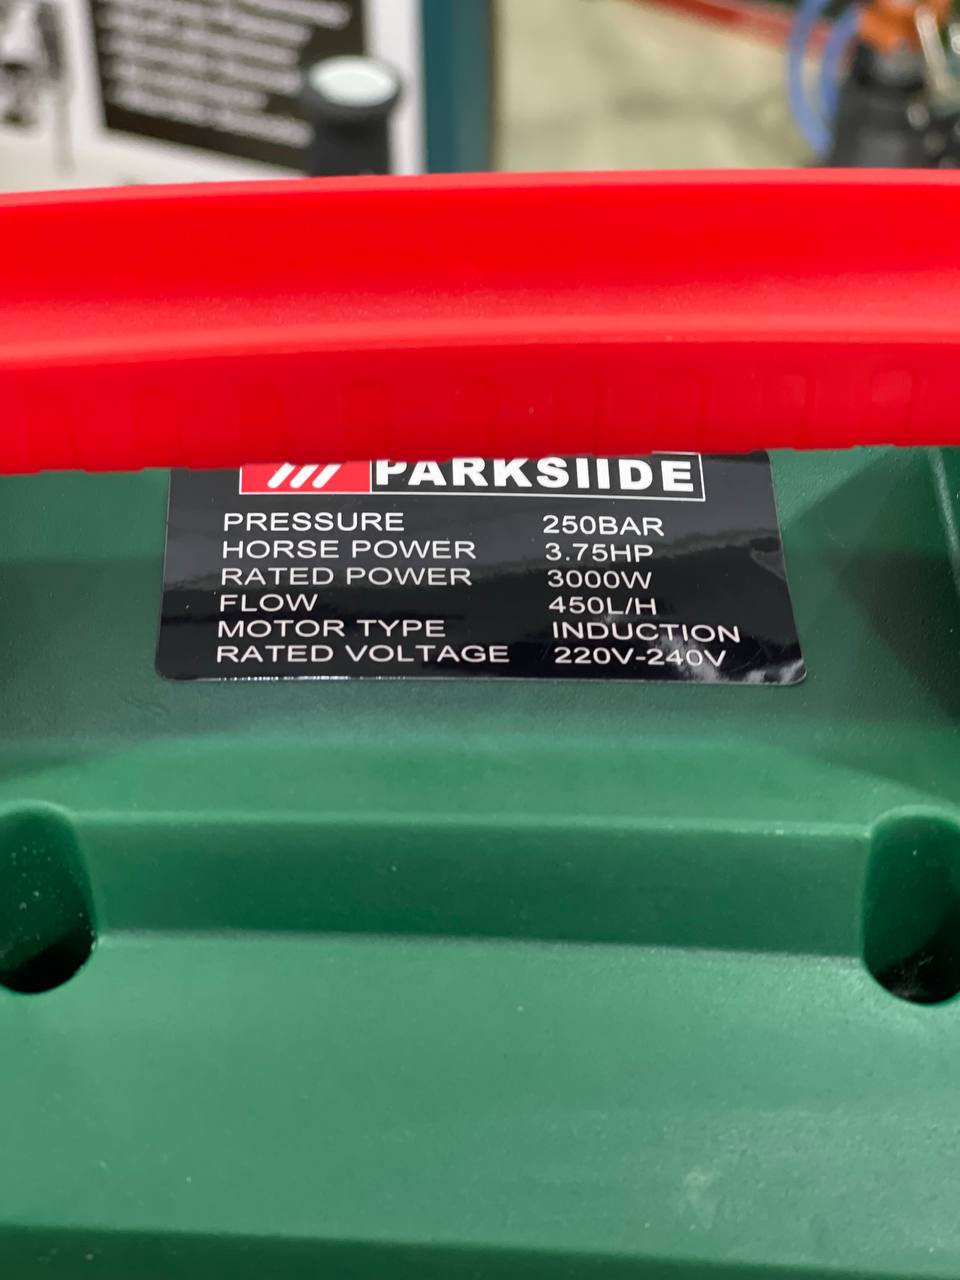 PARKSIIDE
PRESSURE 250BAR
HORSE POWER 3.75HP
RATED POWER 3000W
FLOW 450L/H
MOTOR TYPE INDUCTION
RATED VOLTAGE 220V-240V